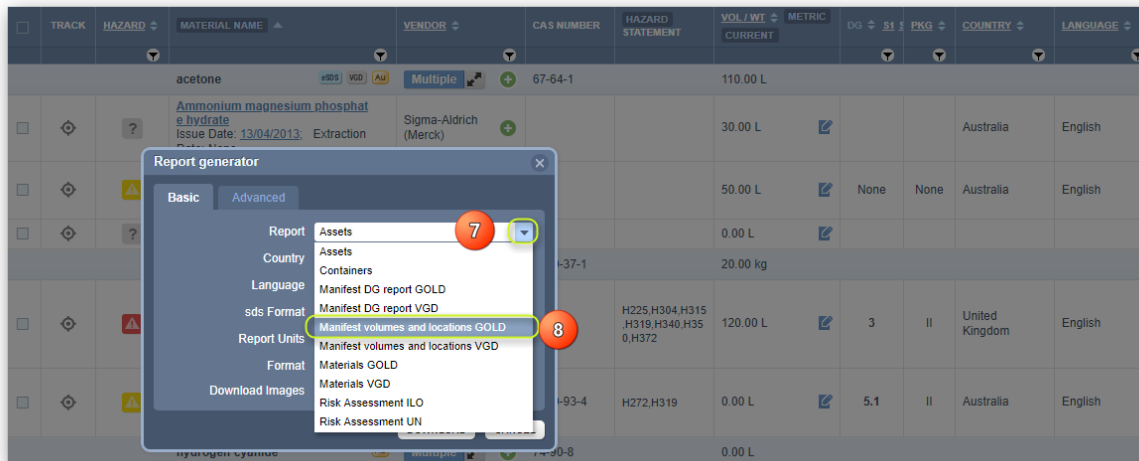 TRACK HAZARD MATERIAL NAME VENDOR CAS NUMBER HAZARD STATEMENT VOL / WT METRIC CURRENT DG S1 PKG COUNTRY LANGUAGE
acetone eSDS VGD Au Multiple 67-64-1 110.00 L
Ammonium magnesium phosphat
e hydrate
Issue Date: 13/04/2013; Extraction
? Sigma-Aldrich
(Merck)
30.00 L Australia English
Report generator
50.00 L None None Australia English
Basic Advanced
? 0.00 L
Report Assets 7
Country
Language
sds Format
Report Units
Format
Download Images
Assets
Containers
Manifest DG report GOLD
Manifest DG report VGD
Manifest volumes and locations GOLD 8
Manifest volumes and locations VGD
Materials GOLD
Materials VGD
Risk Assessment ILO
Risk Assessment UN
-37-1 20.00 kg
H225,H304,H315
,H319,H340,H35
0,H372
120.00 L 3 II United
Kingdom
English
-93-4 H272,H319 0.00 L 5.1 II Australia English
hydrogen cyanide Multiple 74-90-8 0.00 L